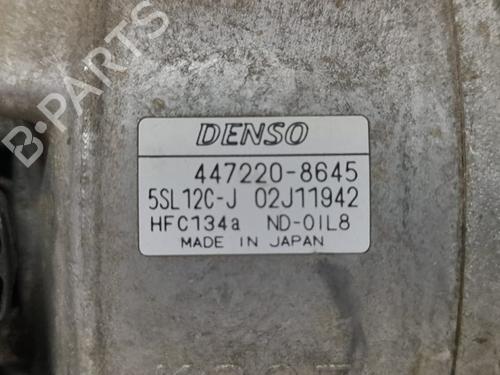 B-PARTS
DENSO
447220-8645
5SL12C-J 02J11942
HFC134a ND-OIL8
MADE IN JAPAN